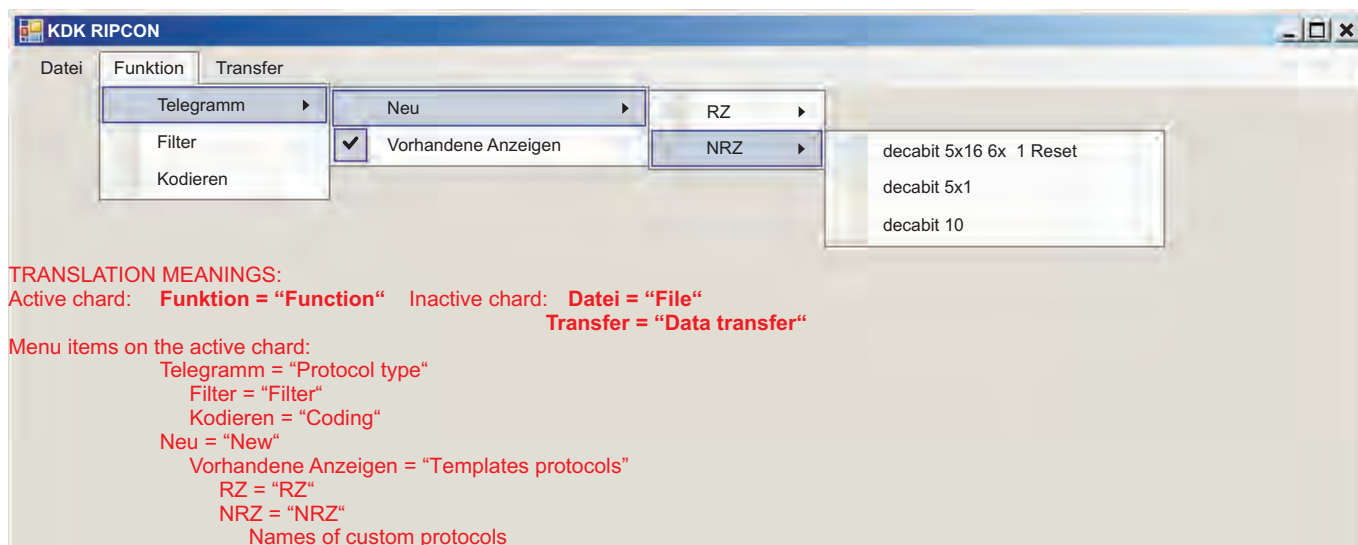 KDK RIPCON
Datei Funktion Transfer
Telegramm Neu RZ
Filter Vorhandene Anzeigen NRZ decabit 5x16 6x 1 Reset
Kodieren decabit 5x1
decabit 10
TRANSLATION MEANINGS:
Active chard: Funktion = “Function“ Inactive chard: Datei = “File“
Transfer = “Data transfer“
Menu items on the active chard:
Telegramm = “Protocol type“
Filter = “Filter“
Kodieren = “Coding“
Neu = “New“
Vorhandene Anzeigen = “Templates protocols”
RZ = “RZ“
NRZ = “NRZ“
Names of custom protocols